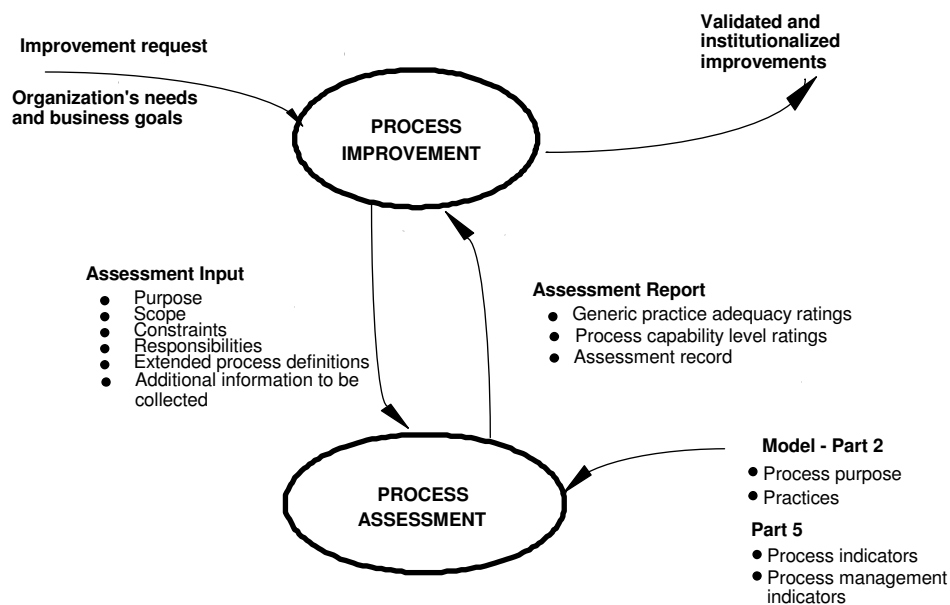 Improvement request
Organization's needs
and business goals
PROCESS
IMPROVEMENT
Validated and
institutionalized
improvements
Assessment Input
● Purpose
● Scope
● Constraints
● Responsibilities
● Extended process definitions
● Additional information to be
collected
Assessment Report
● Generic practice adequacy ratings
● Process capability level ratings
● Assessment record
PROCESS
ASSESSMENT
Model - Part 2
● Process purpose
● Practices
Part 5
● Process indicators
● Process management
indicators